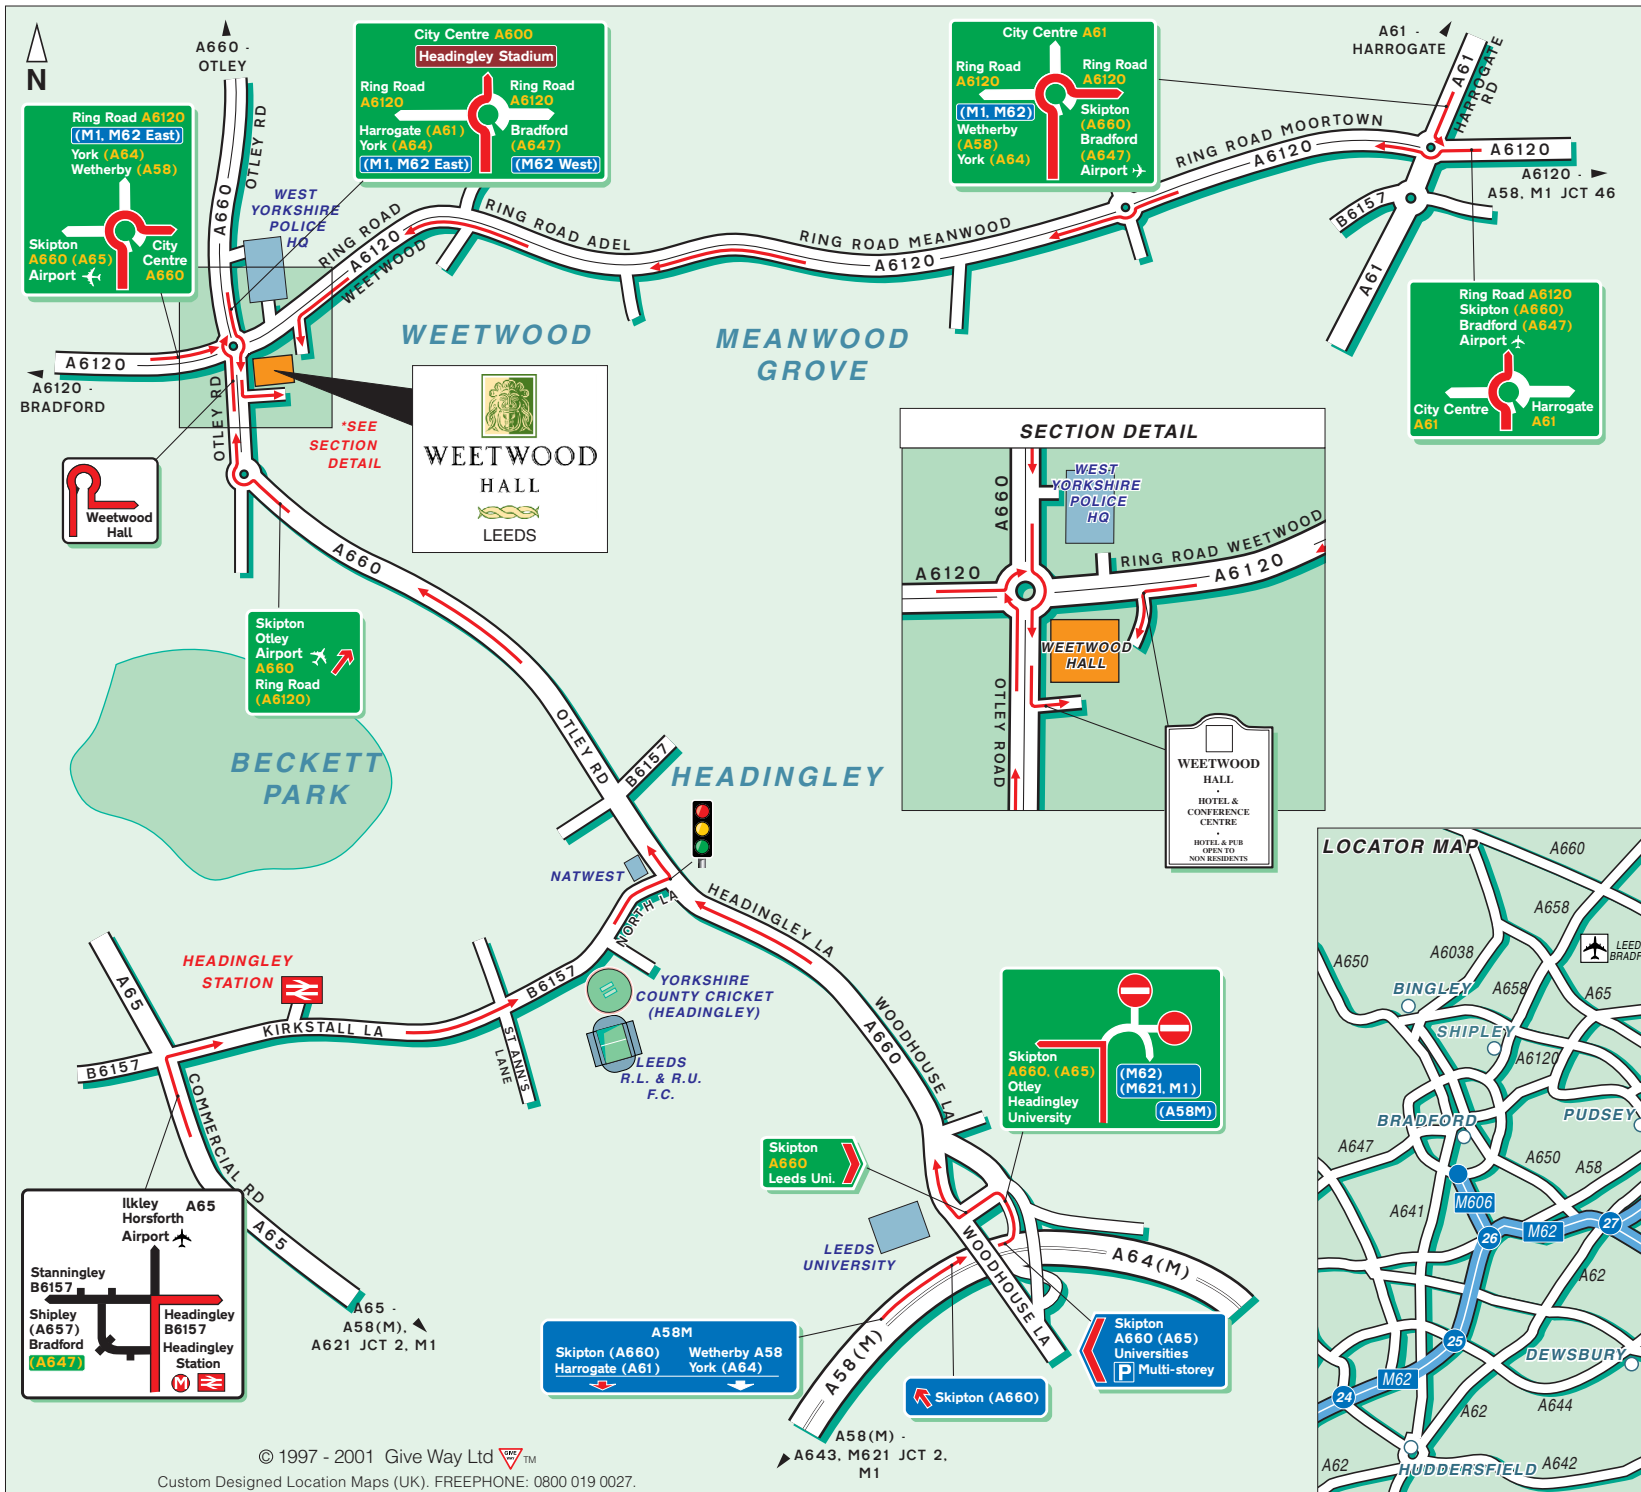 N
A660 -
OTLEY
OTLEY RD
A660
City Centre A600
Headingley Stadium
Ring Road
A6120
Ring Road
A6120
Harrogate (A61)
York (A64)
(M1, M62 East)
Bradford
(A647)
(M62 West)
Ring Road A6120
(M1, M62 East)
York (A64)
Wetherby (A58)
Skipton
A660 (A65)
Airport
City
Centre
A660
WEST
YORKSHIRE
POLICE
HQ
RING ROAD
A6120
WEETWOOD
RING ROAD ADEL
RING ROAD MEANWOOD
A6120
RING ROAD MOORTOWN
A6120
City Centre A61
Ring Road
A6120
Ring Road
A6120
(M1, M62)
Wetherby
(A58)
York (A64)
Skipton
(A660)
Bradford
(A647)
Airport
A61 -
HARROGATE
A61
HARROGATE
RD
A6120
A6120 -
A58, M1 JCT 46
B6157
A61
Ring Road A6120
Skipton (A660)
Bradford (A647)
Airport
City Centre
A61
Harrogate
A61
A6120
A6120 -
BRADFORD
OTLEY RD
WEETWOOD
MEANWOOD
GROVE
*SEE
SECTION
DETAIL
WEETWOOD
HALL
LEEDS
Weetwood
Hall
A660
Skipton
Otley
Airport
A660
Ring Road
(A6120)
BECKETT
PARK
OTLEY RD
B6157
HEADINGLEY
SECTION DETAIL
A660
WEST
YORKSHIRE
POLICE
HQ
RING ROAD WEETWOOD
A6120
A6120
WEETWOOD
HALL
OTLEY ROAD
WEETWOOD
HALL
HOTEL &
CONFERENCE
CENTRE
HOTEL & PUB
OPEN TO
NON RESIDENTS
NATWEST
NORTH LA
HEADINGLEY LA
HEADINGLEY
STATION
A65
KIRKSTALL LA
B6157
B6157
ST ANN'S
LANE
YORKSHIRE
COUNTY CRICKET
(HEADINGLEY)
LEEDS
R.L. & R.U.
F.C.
COMMERCIAL RD
A65
A65 -
A58(M),
A621 JCT 2, M1
WOODHOUSE LA
A660
Skipton
A660, (A65)
Otley
Headingley
University
(M62)
(M621, M1)
(A58M)
Skipton
A660
Leeds Uni.
LEEDS
UNIVERSITY
WOODHOUSE LA
A64(M)
A58(M)
Ilkley
Horsforth
Airport
A65
Stanningley
B6157
Shipley
(A657)
Bradford
(A647)
Headingley
B6157
Headingley
Station
M
A58M
Skipton (A660)
Harrogate (A61)
Wetherby A58
York (A64)
Skipton (A660)
Skipton
A660 (A65)
Universities
P Multi-storey
A58(M) -
A643, M621 JCT 2,
M1
LOCATOR MAP
A660
A658
A650
A6038
LEED
BRADF
BINGLEY
A658
A65
SHIPLEY
A6120
BRADFORD
PUDSEY
A647
A650
A58
M606
A641
26
M62
27
A62
25
DEWSBURY
M62
24
A62
A644
A62
HUDDERSFIELD
A642
© 1997 - 2001 Give Way Ltd GIVE WAY TM
Custom Designed Location Maps (UK). FREEPHONE: 0800 019 0027.